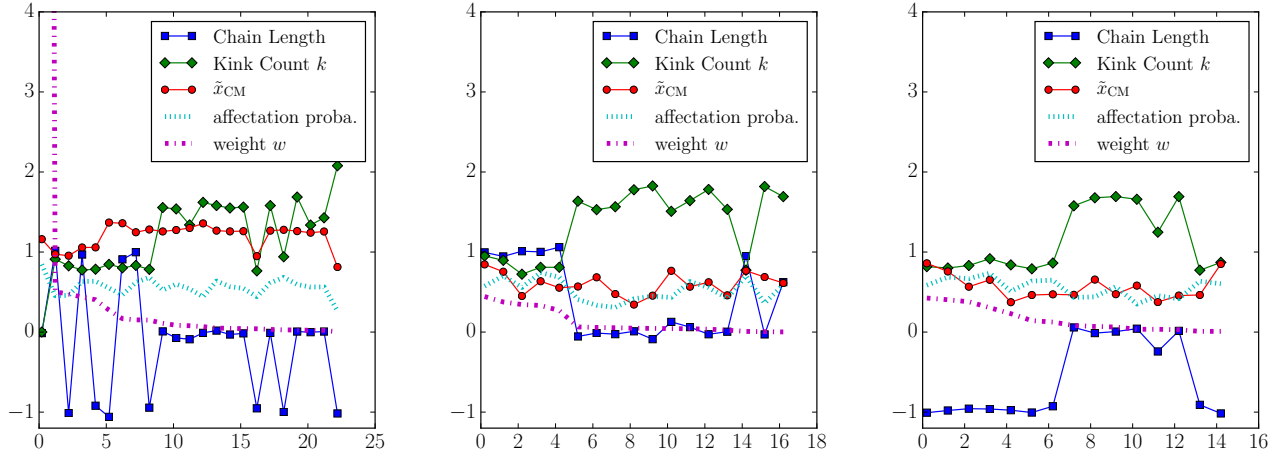 4
3
2
1
0
−1
0 5 10 15 20 25
Chain Length
Kink Count k
x̃CM
affectation proba.
weight w
4
3
2
1
0
−1
0 2 4 6 8 10 12 14 16 18
Chain Length
Kink Count k
x̃CM
affectation proba.
weight w
4
3
2
1
0
−1
0 2 4 6 8 10 12 14 16
Chain Length
Kink Count k
x̃CM
affectation proba.
weight w